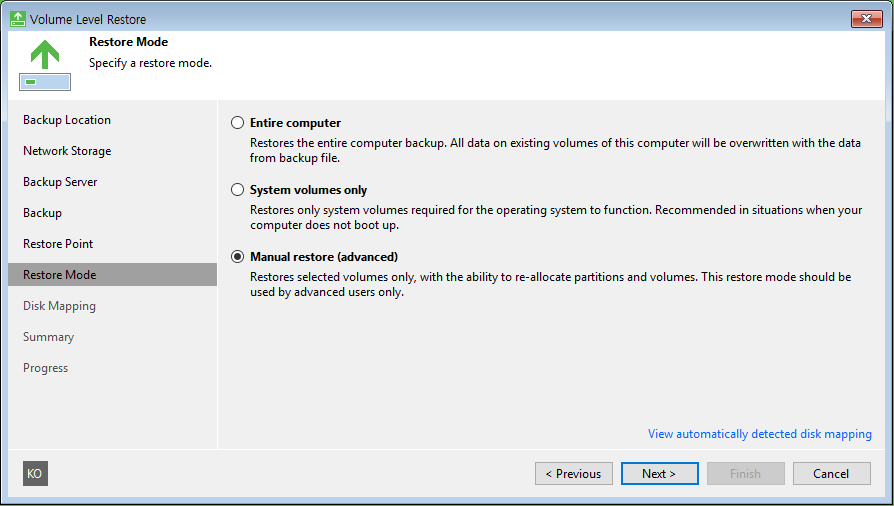 Volume Level Restore
Restore Mode
Specify a restore mode.
Backup Location
Network Storage
Backup Server
Backup
Restore Point
Restore Mode
Disk Mapping
Summary
Progress
Entire computer
Restores the entire computer backup. All data on existing volumes of this computer will be overwritten with the data
from backup file.
System volumes only
Restores only system volumes required for the operating system to function. Recommended in situations when your
computer does not boot up.
Manual restore (advanced)
Restores selected volumes only, with the ability to re-allocate partitions and volumes. This restore mode should be
used by advanced users only.
View automatically detected disk mapping
KO
< Previous
Next >
Finish
Cancel